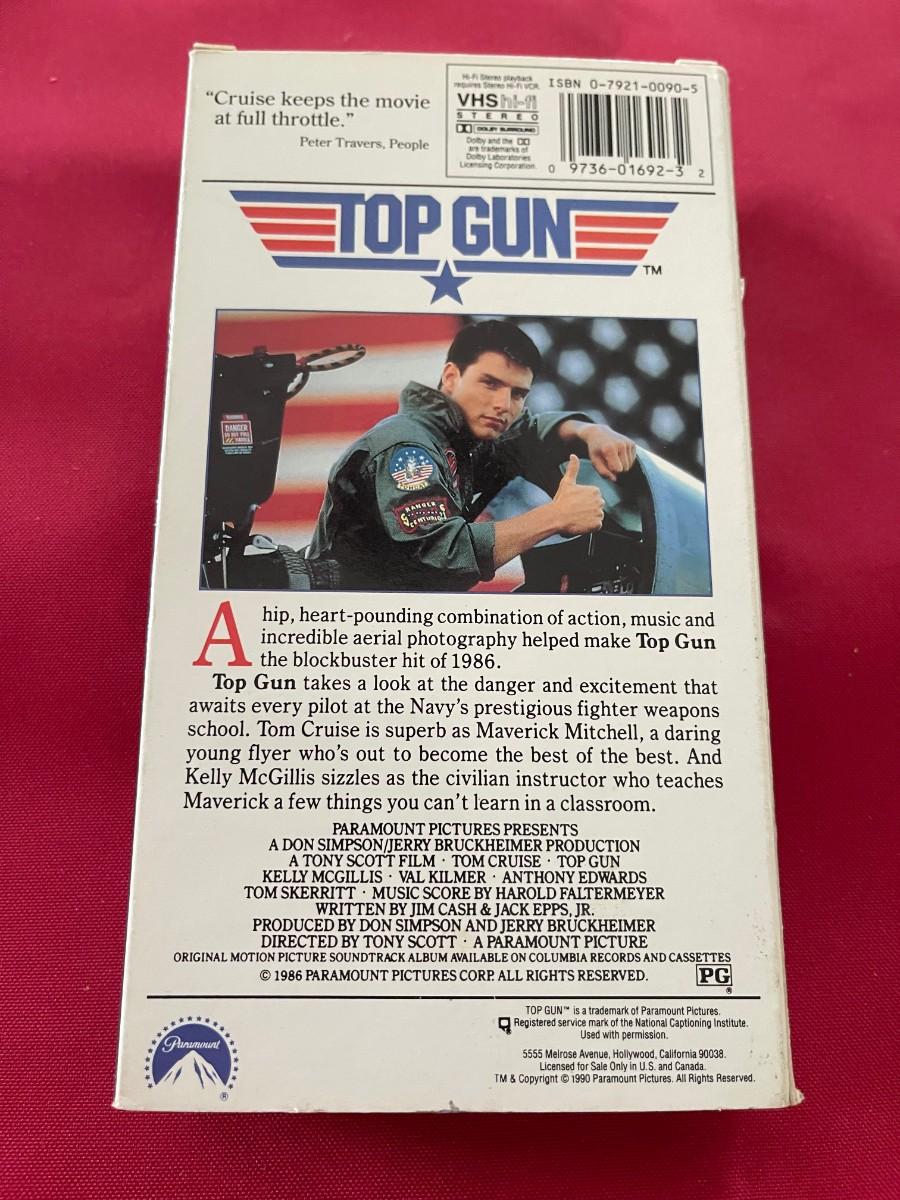 “Cruise keeps the movie
at full throttle.”
Peter Travers, People
Hi-Fi Stereo playback
requires Stereo Hi-Fi VCR.
VHS hi-fi
STEREO
DOLBY SURROUND
Dolby and the
are trademarks of
Dolby Laboratories
Licensing Corporation.
ISBN 0-7921-0090-5
0 9736-01692-3 2
TOP GUN
TM
DANGER
TOMCAT
A hip, heart-pounding combination of action, music and
incredible aerial photography helped make Top Gun
the blockbuster hit of 1986.
Top Gun takes a look at the danger and excitement that
awaits every pilot at the Navy’s prestigious fighter weapons
school. Tom Cruise is superb as Maverick Mitchell, a daring
young flyer who’s out to become the best of the best. And
Kelly McGillis sizzles as the civilian instructor who teaches
Maverick a few things you can’t learn in a classroom.
PARAMOUNT PICTURES PRESENTS
A DON SIMPSON/JERRY BRUCKHEIMER PRODUCTION
A TONY SCOTT FILM · TOM CRUISE · TOP GUN
KELLY MCGILLIS · VAL KILMER · ANTHONY EDWARDS
TOM SKERRITT · MUSIC SCORE BY HAROLD FALTERMEYER
WRITTEN BY JIM CASH & JACK EPPS, JR.
PRODUCED BY DON SIMPSON AND JERRY BRUCKHEIMER
DIRECTED BY TONY SCOTT · A PARAMOUNT PICTURE
ORIGINAL MOTION PICTURE SOUNDTRACK ALBUM AVAILABLE ON COLUMBIA RECORDS AND CASSETTES
© 1986 PARAMOUNT PICTURES CORP. ALL RIGHTS RESERVED.
PG
®
Paramount
®
TOP GUN™ is a trademark of Paramount Pictures.
Registered service mark of the National Captioning Institute.
Used with permission.
5555 Melrose Avenue, Hollywood, California 90038.
Licensed for Sale Only in U.S. and Canada.
TM & Copyright © 1990 Paramount Pictures. All Rights Reserved.